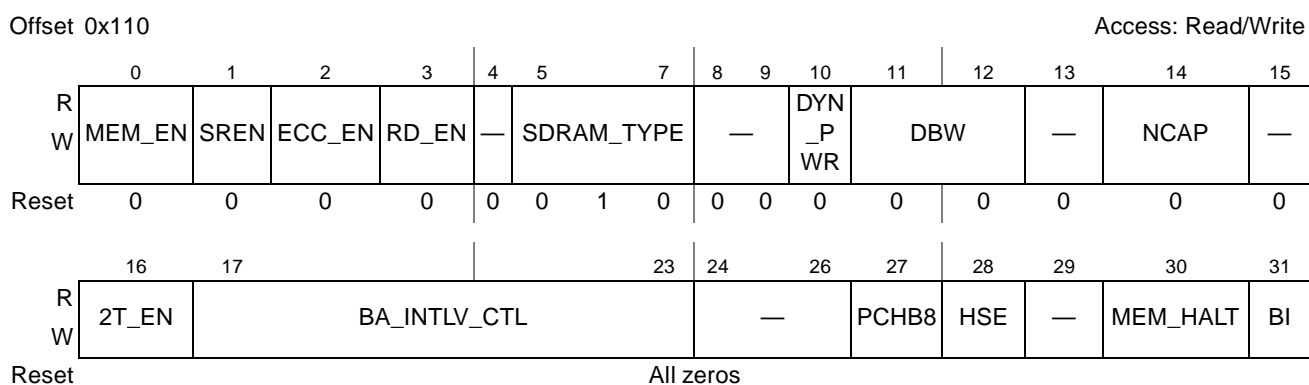 Offset 0x110 Access: Read/Write
0 1 2 3 4 5 7 8 9 10 11 12 13 14 15
R
W
MEM_EN SREN ECC_EN RD_EN — SDRAM_TYPE — DYN
_P
WR
DBW — NCAP —
Reset 0 0 0 0 0 0 1 0 0 0 0 0 0 0 0 0
16 17 23 24 26 27 28 29 30 31
R
W
2T_EN BA_INTLV_CTL — PCHB8 HSE — MEM_HALT BI
Reset All zeros